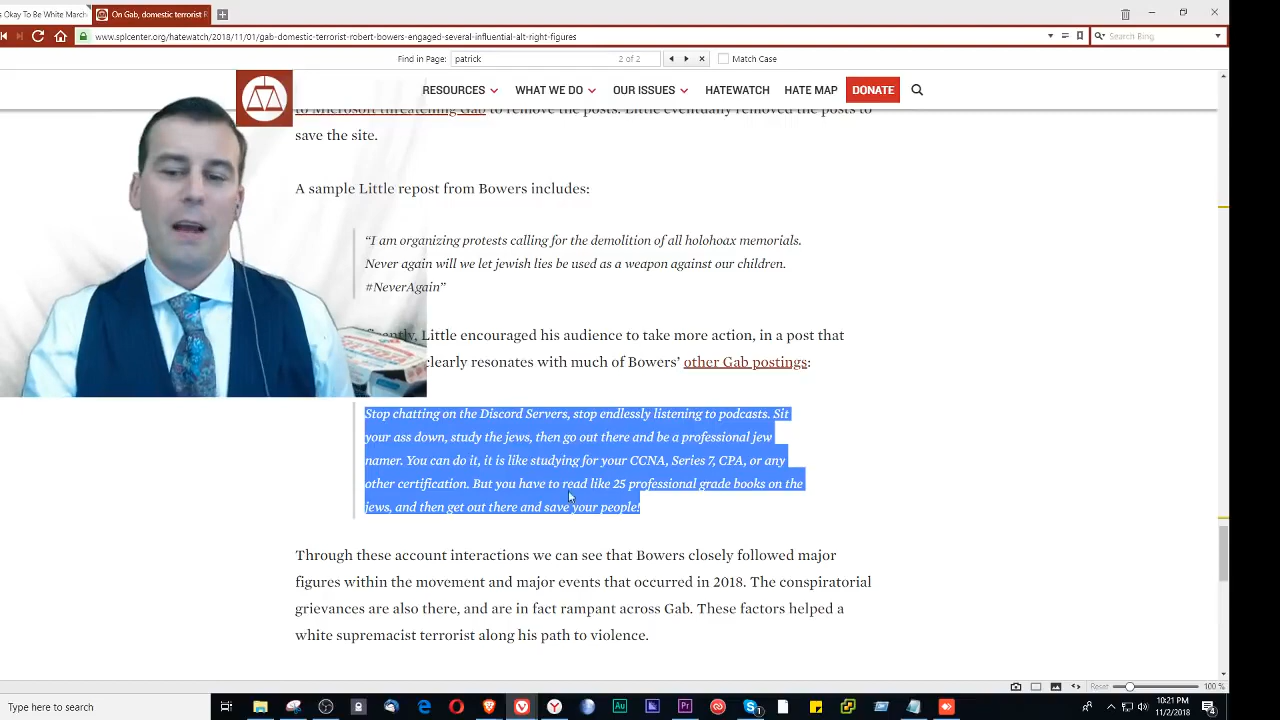 s Okay To Be White March
On Gab, domestic terrorist R
www.splcenter.org/hatewatch/2018/11/01/gab-domestic-terrorist-robert-bowers-engaged-several-influential-alt-right-figures
Search Bing
Find in Page:
patrick
2 of 2
Match Case
RESOURCES
WHAT WE DO
OUR ISSUES
HATEWATCH
HATE MAP
DONATE
to Microsoft threatening Gab to remove the posts. Little eventually removed the posts to
save the site.
A sample Little repost from Bowers includes:
“I am organizing protests calling for the demolition of all holohoax memorials.
Never again will we let jewish lies be used as a weapon against our children.
#NeverAgain”
Little encouraged his audience to take more action, in a post that
clearly resonates with much of Bowers’ other Gab postings:
Stop chatting on the Discord Servers, stop endlessly listening to podcasts. Sit
your ass down, study the jews, then go out there and be a professional jew
namer. You can do it, it is like studying for your CCNA, Series 7, CPA, or any
other certification. But you have to read like 25 professional grade books on the
jews, and then get out there and save your people!
Through these account interactions we can see that Bowers closely followed major
figures within the movement and major events that occurred in 2018. The conspiratorial
grievances are also there, and are in fact rampant across Gab. These factors helped a
white supremacist terrorist along his path to violence.
Reset
100 %
Type here to search
10:21 PM
11/2/2018